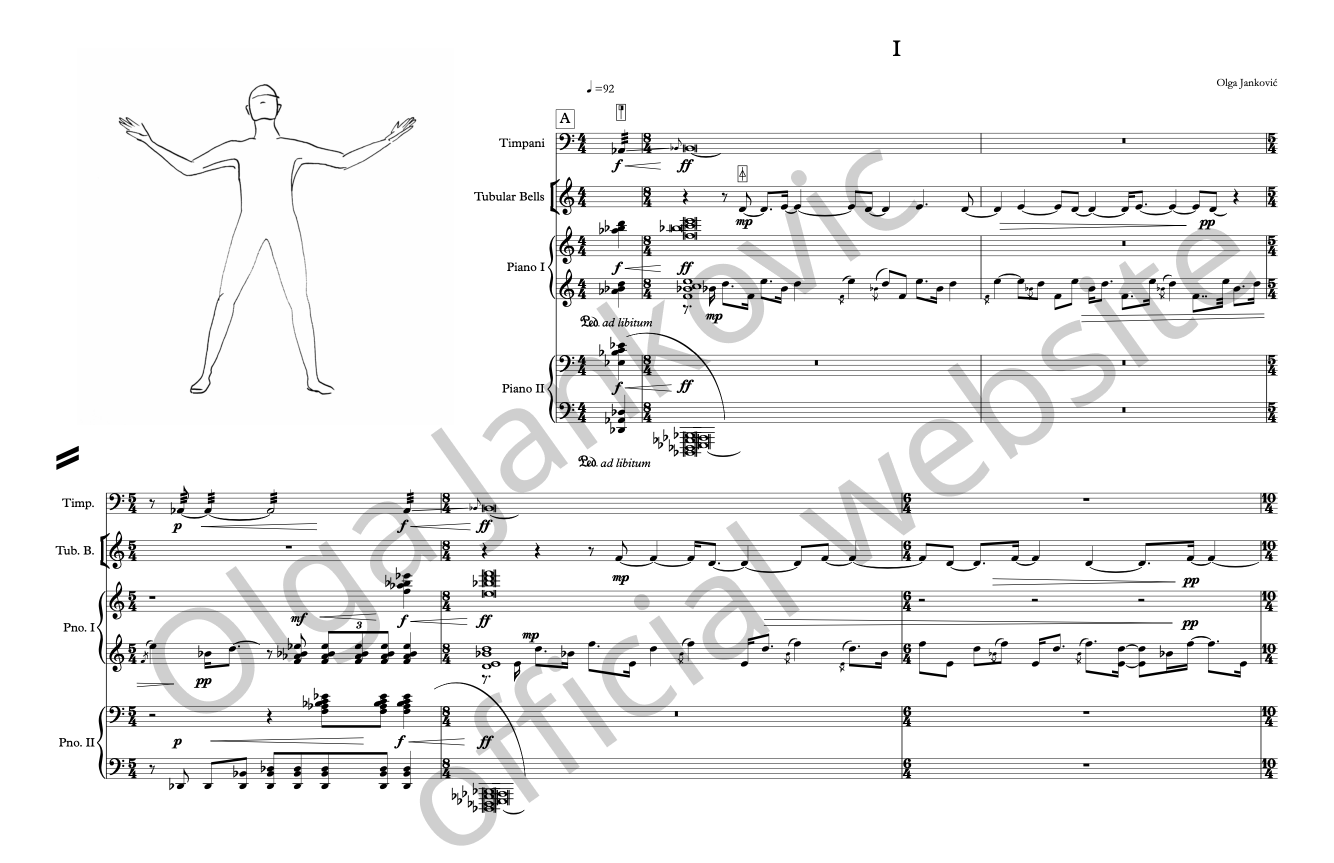 I
Olga Janković
♩ =92
A
Timpani
f
ff
Tubular Bells
mp
pp
Piano I
f
ff
mp
Ped. ad libitum
Piano II
f
ff
Ped. ad libitum
Timp.
p
f
ff
Tub. B.
mp
pp
Pno. I
mf
3
f
ff
pp
mp
pp
Pno. II
p
f
ff
Olga Jankovic
official website